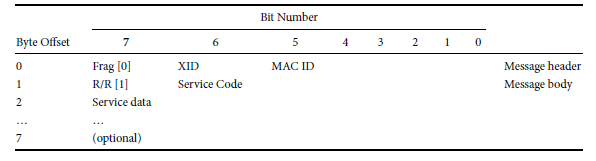 Bit Number
Byte Offset 7 6 5 4 3 2 1 0
0 Frag [0] XID MAC ID Message header
1 R/R [1] Service Code Message body
2 Service data
... ...
7 (optional)